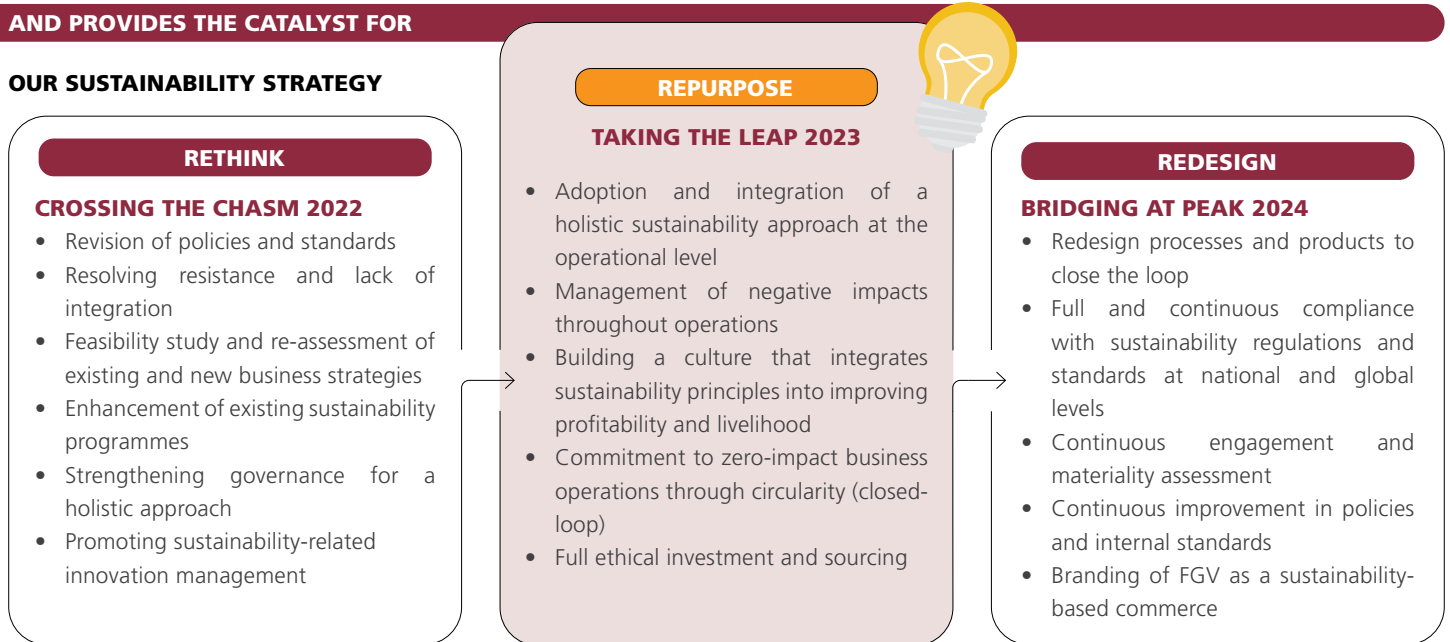 AND PROVIDES THE CATALYST FOR
OUR SUSTAINABILITY STRATEGY
RETHINK
CROSSING THE CHASM 2022
• Revision of policies and standards
• Resolving resistance and lack of
integration
• Feasibility study and re-assessment of
existing and new business strategies
• Enhancement of existing sustainability
programmes
• Strengthening governance for a
holistic approach
• Promoting sustainability-related
innovation management
REPURPOSE
TAKING THE LEAP 2023
• Adoption and integration of a
holistic sustainability approach at the
operational level
• Management of negative impacts
throughout operations
• Building a culture that integrates
sustainability principles into improving
profitability and livelihood
• Commitment to zero-impact business
operations through circularity (closed-
loop)
• Full ethical investment and sourcing
REDESIGN
BRIDGING AT PEAK 2024
• Redesign processes and products to
close the loop
• Full and continuous compliance
with sustainability regulations and
standards at national and global
levels
• Continuous engagement and
materiality assessment
• Continuous improvement in policies
and internal standards
• Branding of FGV as a sustainability-
based commerce